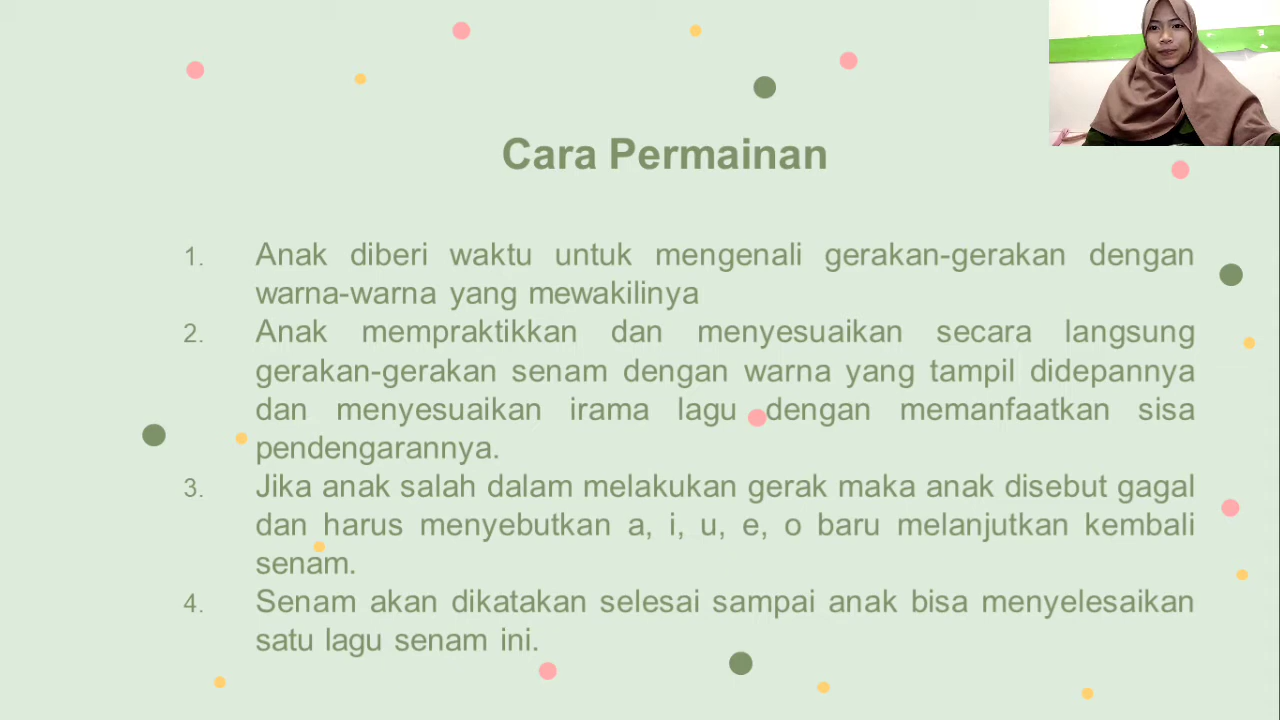 Cara Permainan
1. Anak diberi waktu untuk mengenali gerakan-gerakan dengan
warna-warna yang mewakilinya
2. Anak mempraktikkan dan menyesuaikan secara langsung
gerakan-gerakan senam dengan warna yang tampil didepannya
dan menyesuaikan irama lagu dengan memanfaatkan sisa
pendengarannya.
3. Jika anak salah dalam melakukan gerak maka anak disebut gagal
dan harus menyebutkan a, i, u, e, o baru melanjutkan kembali
senam.
4. Senam akan dikatakan selesai sampai anak bisa menyelesaikan
satu lagu senam ini.